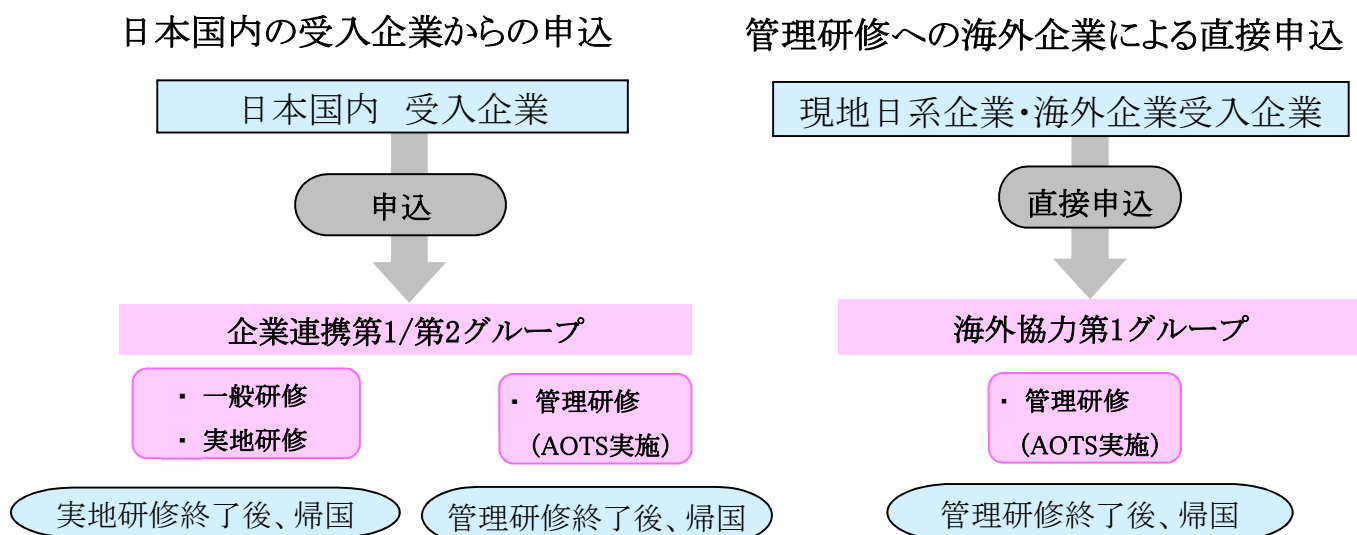 日本国内の受入企業からの申込
日本国内　受入企業
申込
企業連携第1/第2グループ
・ 一般研修
・ 実地研修
・ 管理研修
(AOTS実施)
実地研修終了後、帰国
管理研修終了後、帰国
管理研修への海外企業による直接申込
現地日系企業・海外企業受入企業
直接申込
海外協力第1グループ
・ 管理研修
(AOTS実施)
管理研修終了後、帰国